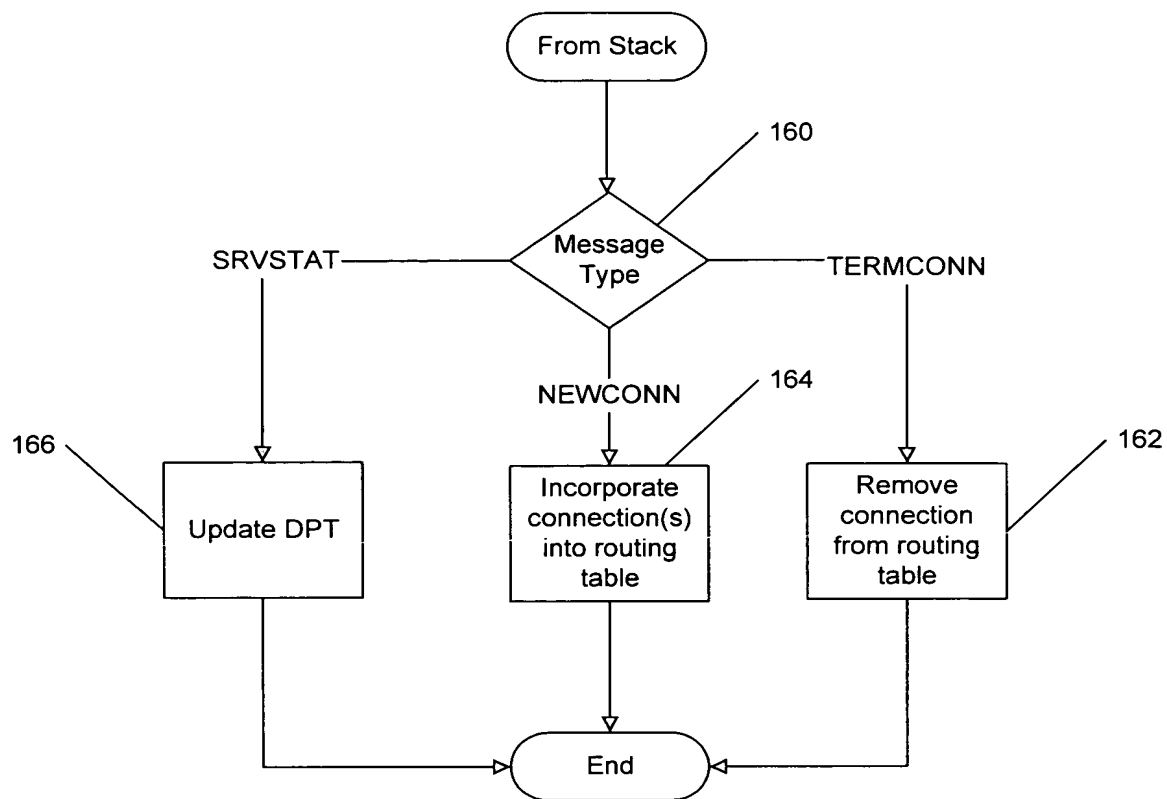 From Stack
160
Message
Type
SRVSTAT
TERMCONN
NEWCONN
164
166
162
Update DPT
Incorporate
connection(s)
into routing
table
Remove
connection
from routing
table
End